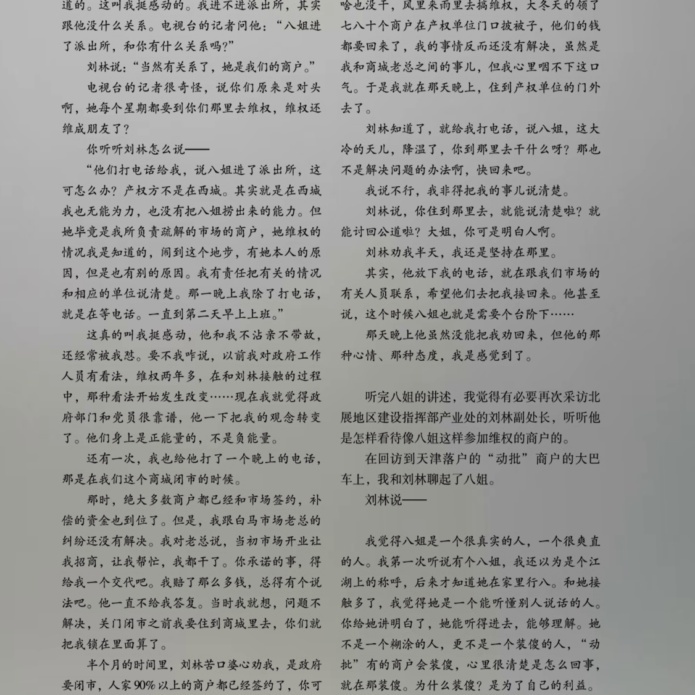 道的。这叫我挺感动的。我进不进派出所，其实
跟他没什么关系。电视台的记者问他：“八姐进
了派出所，和你有什么关系吗？”
刘林说：“当然有关系了，她是我们的商户。”
电视台的记者很奇怪，说你们原来是对头
啊，她每个星期都要到你们那里去维权，维权还
维成朋友了？
你听听刘林怎么说——
“他们打电话给我，说八姐进了派出所，这
可怎么办？产权方不是在西城。其实就是在西城
我也无能为力，也没有把八姐捞出来的能力。但
她毕竟是我所负责疏解的市场的商户，她维权的
情况我是知道的，闹到这个地步，有她本人的原
因，但是也有别的原因。我有责任把有关的情况
和相应的单位说清楚。那一晚上我除了打电话，
就是在等电话。一直到第二天早上上班。”
这真的叫我挺感动，他和我不沾亲不带故，
还经常被我怼。要不我咋说，以前我对政府工作
人员有看法，维权两年多，在和刘林接触的过程
中，那种看法开始发生改变……现在我就觉得政
府部门和党员很靠谱，他一下把我的观念转变
了。他们身上是正能量的，不是负能量。
还有一次，我也给他打了一个晚上的电话，
那是在我们这个商城闭市的时候。
那时，绝大多数商户都已经和市场签约，补
偿的资金也到位了。但是，我跟白马市场老总的
纠纷还没有解决。我对老总说，当初市场开业让
我招商，让我帮忙，我都干了。你承诺的事，得
给我一个交代吧。我赔了那么多钱，总得有个说
法吧。他一直不给我答复。当时我就想，问题不
解决，关门闭市之前我要住到商城里去，你们就
把我锁在里面算了。
半个月的时间里，刘林苦口婆心劝我，是政府
要闭市，人家90%以上的商户都已经签约了，你可
啥也没干，风里来雨里去搞维权，大冬天的领了
七八十个商户在产权单位门口披被子，他们的钱
都要回来了，我的事情反而还没有解决，虽然是
我和商城老总之间的事儿，但我心里咽不下这口
气。于是我就在那天晚上，住到产权单位的门外
去了。
刘林知道了，就给我打电话，说八姐，这大
冷的天儿，降温了，你到那里去干什么呀？那也
不是解决问题的办法啊，快回来吧。
我说不行，我非得把我的事儿说清楚。
刘林说，你住到那里去，就能说清楚啦？就
能讨回公道啦？大姐，你可是明白人啊。
刘林劝我半天，我还是坚持在那里。
其实，他放下我的电话，就在跟我们市场的
有关人员联系，希望他们去把我接回来。他甚至
说，这个时候八姐也就是需要个台阶下……
那天晚上他虽然没能把我劝回来，但他的那
种心情、那种态度，我是感觉到了。
听完八姐的讲述，我觉得有必要再次采访北
展地区建设指挥部产业处的刘林副处长，听听他
是怎样看待像八姐这样参加维权的商户的。
在回访到天津落户的“动批”商户的大巴
车上，我和刘林聊起了八姐。
刘林说——
我觉得八姐是一个很真实的人，一个很爽直
的人。我第一次听说有个八姐，我还以为是个江
湖上的称呼，后来才知道她在家里行八。和她接
触多了，我觉得她是一个能听懂别人说话的人。
你给她讲明白了，她能听得进去，能够理解。她
不是一个糊涂的人，更不是一个装傻的人，“动
批”有的商户会装傻，心里很清楚是怎么回事，
就在那装傻。为什么装傻？是为了自己的利益。